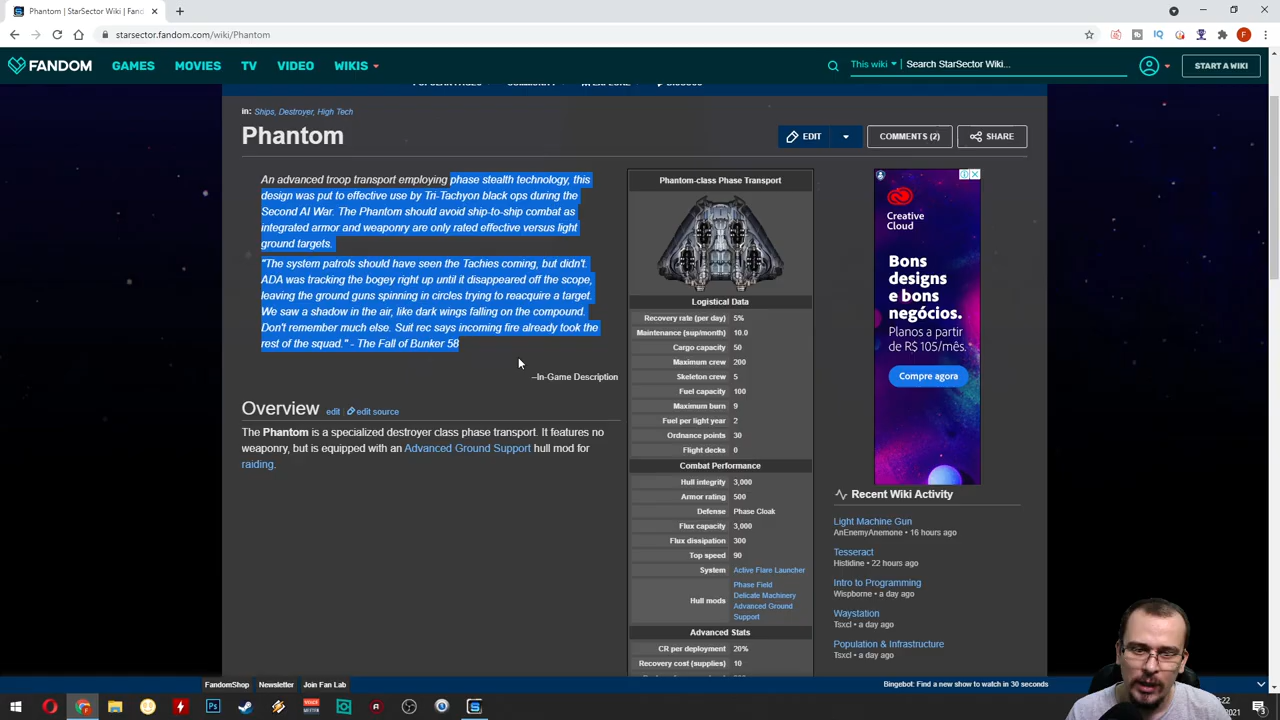 Phantom | StarSector Wiki | Fan
starsector.fandom.com/wiki/Phantom
FANDOM
GAMES
MOVIES
TV
VIDEO
WIKIS
This wiki
Search StarSector Wiki...
START A WIKI
in: Ships, Destroyer, High Tech
Phantom
EDIT
COMMENTS (2)
SHARE
An advanced troop transport employing phase stealth technology, this
design was put to effective use by Tri-Tachyon black ops during the
Second AI War. The Phantom should avoid ship-to-ship combat as
integrated armor and weaponry are only rated effective versus light
ground targets.
"The system patrols should have seen the Tachies coming, but didn't.
ADA was tracking the bogey right up until it disappeared off the scope,
leaving the ground guns spinning in circles trying to reacquire a target.
We saw a shadow in the air, like dark wings falling on the compound.
Don't remember much else. Suit rec says incoming fire already took the
rest of the squad." - The Fall of Bunker 58
–In-Game Description
Overview edit edit source
The Phantom is a specialized destroyer class phase transport. It features no
weaponry, but is equipped with an Advanced Ground Support hull mod for
raiding.
Phantom-class Phase Transport
Logistical Data
Recovery rate (per day) 5%
Maintenance (sup/month) 10.0
Cargo capacity 50
Maximum crew 200
Skeleton crew 5
Fuel capacity 100
Maximum burn 9
Fuel per light year 2
Ordnance points 30
Flight decks 0
Combat Performance
Hull integrity 3,000
Armor rating 500
Defense Phase Cloak
Flux capacity 3,000
Flux dissipation 300
Top speed 90
System Active Flare Launcher
Hull mods Phase Field
Delicate Machinery
Advanced Ground
Support
Advanced Stats
CR per deployment 20%
Recovery cost (supplies) 10
Creative
Cloud
Bons
designs
e bons
negócios.
Planos a partir
de R$ 105/mês.
Compre agora
Recent Wiki Activity
Light Machine Gun
AnEnemyAnemone • 16 hours ago
Tesseract
Histidine • 22 hours ago
Intro to Programming
Wispborne • a day ago
Waystation
Tsxcl • a day ago
Population & Infrastructure
Tsxcl • a day ago
FandomShop
Newsletter
Join Fan Lab
Bingebot: Find a new show to watch in 30 seconds